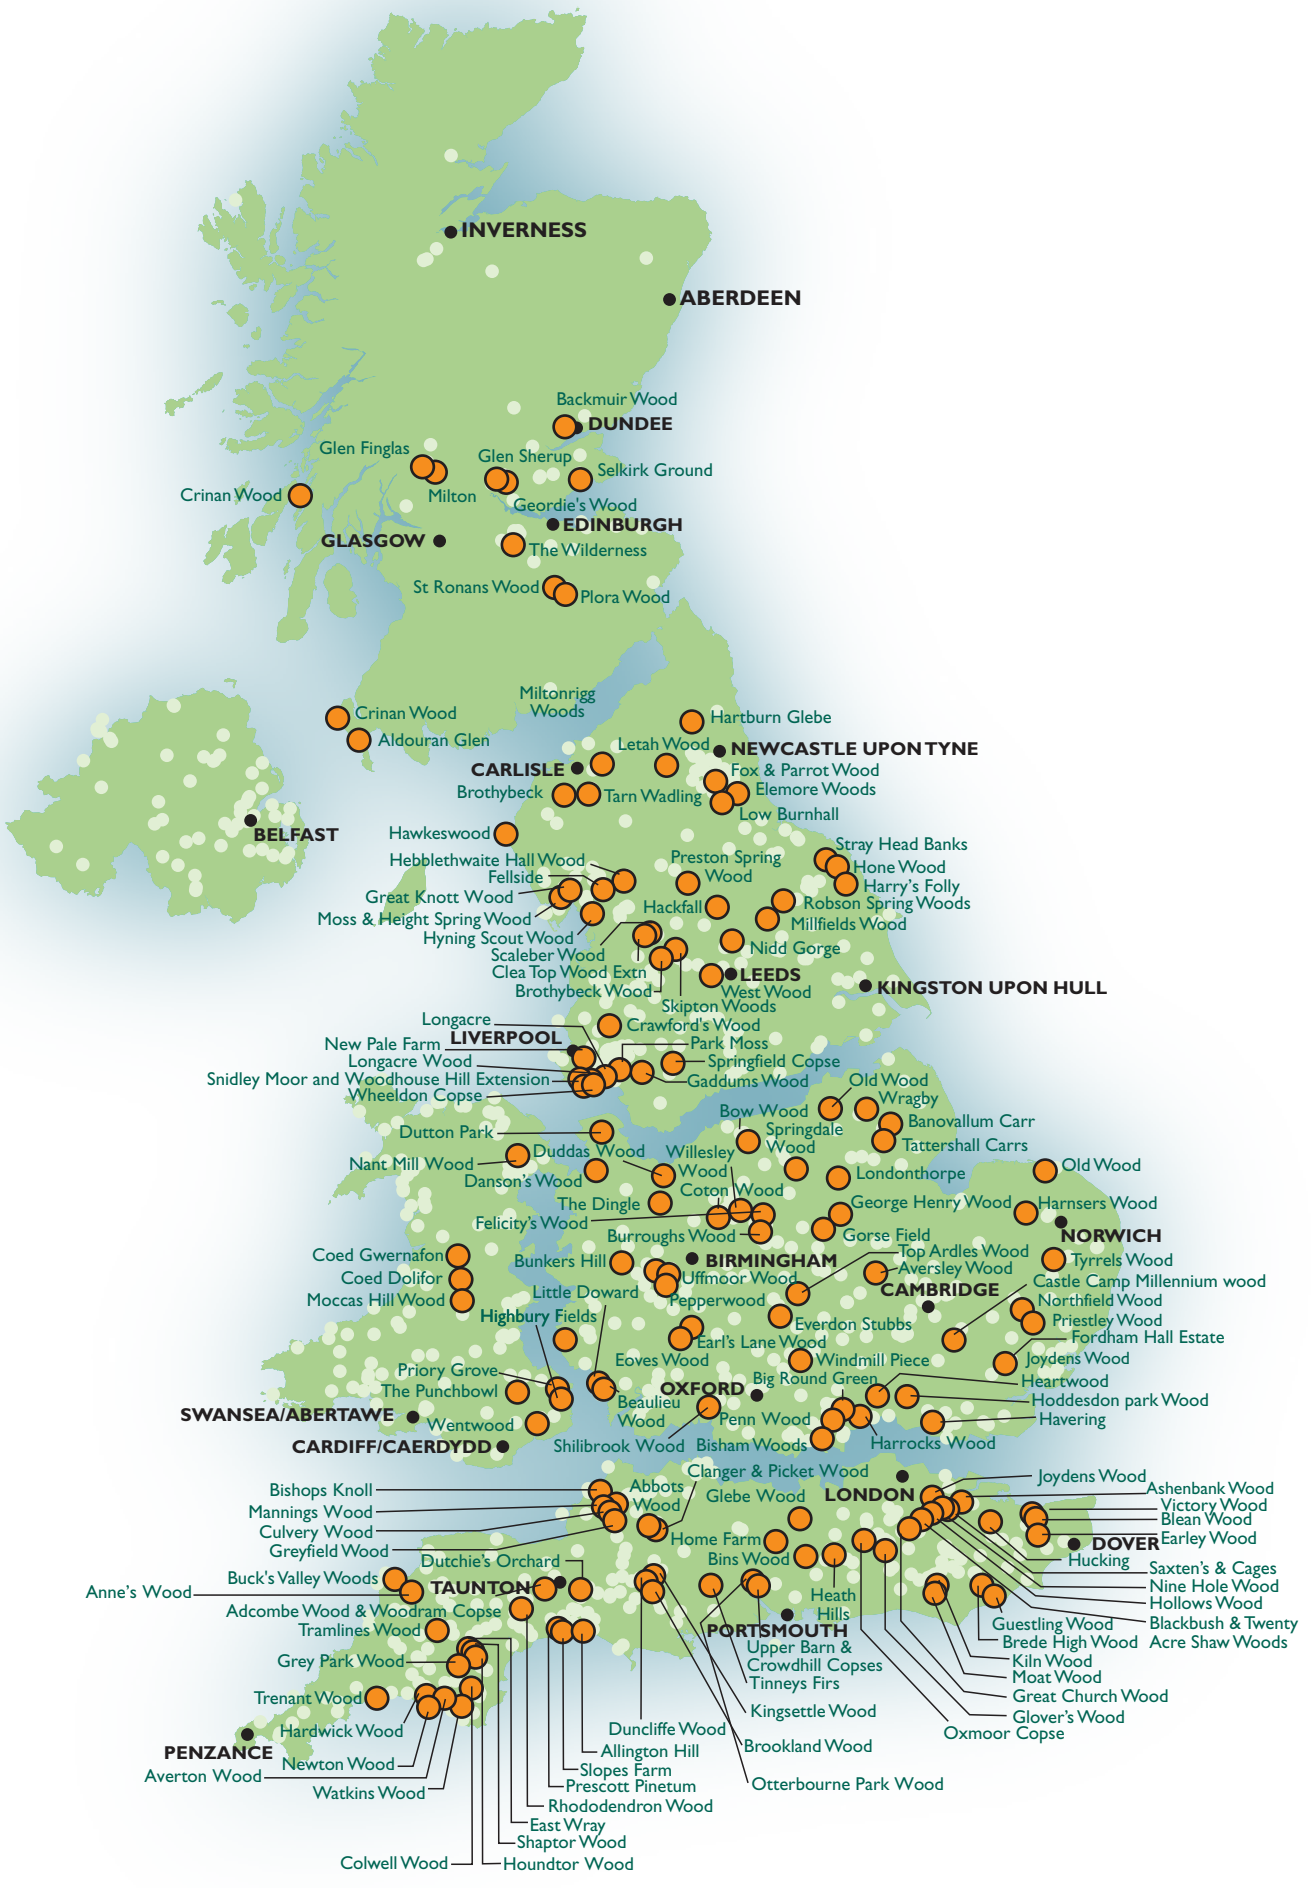 INVERNESS
ABERDEEN
Backmuir Wood
DUNDEE
Glen Finglas
Glen Sherup
Selkirk Ground
Crinan Wood
Milton
Geordie's Wood
EDINBURGH
GLASGOW
The Wilderness
St Ronans Wood
Plora Wood
Miltonrigg
Woods
Crinan Wood
Hartburn Glebe
Aldouran Glen
Letah Wood
NEWCASTLE UPON TYNE
CARLISLE
Fox & Parrot Wood
Brothybeck
Tarn Wadling
Elemore Woods
Low Burnhall
BELFAST
Hawkeswood
Stray Head Banks
Hebblethwaite Hall Wood
Preston Spring
Wood
Hone Wood
Fellside
Harry's Folly
Great Knott Wood
Hackfall
Robson Spring Woods
Moss & Height Spring Wood
Millfields Wood
Hyning Scout Wood
Nidd Gorge
Scaleber Wood
Clea Top Wood Extn
LEEDS
Brothybeck Wood
West Wood
KINGSTON UPON HULL
Skipton Woods
Longacre
Crawford's Wood
LIVERPOOL
New Pale Farm
Park Moss
Longacre Wood
Springfield Copse
Snidley Moor and Woodhouse Hill Extension
Gaddums Wood
Wheeldon Copse
Old Wood
Wragby
Bow Wood
Banovallum Carr
Dutton Park
Springdale
Wood
Tattershall Carrs
Nant Mill Wood
Duddas Wood
Willesley
Wood
Old Wood
Danson's Wood
Londonthorpe
Coton Wood
The Dingle
George Henry Wood
Harnsers Wood
Felicity's Wood
Burroughs Wood
Gorse Field
NORWICH
Coed Gwernafon
Bunkers Hill
BIRMINGHAM
Top Ardles Wood
Tyrrels Wood
Coed Dolifor
Uffmoor Wood
Aversley Wood
Castle Camp Millennium wood
Moccas Hill Wood
Little Doward
Pepperwood
CAMBRIDGE
Northfield Wood
Highbury Fields
Everdon Stubbs
Priestley Wood
Earl's Lane Wood
Fordham Hall Estate
Eoves Wood
Windmill Piece
Joydens Wood
Priory Grove
Big Round Green
Heartwood
The Punchbowl
Beaulieu
Wood
OXFORD
Hoddesdon park Wood
SWANSEA/ABERTAWE
Wentwood
Penn Wood
Havering
CARDIFF/CAERDYDD
Shilibrook Wood
Bisham Woods
Harrocks Wood
Clanger & Picket Wood
Joydens Wood
Bishops Knoll
Abbots
Wood
Glebe Wood
LONDON
Ashenbank Wood
Mannings Wood
Victory Wood
Culvery Wood
Blean Wood
Greyfield Wood
Home Farm
Earley Wood
DOVER
Dutchie's Orchard
Bins Wood
Hucking
Buck's Valley Woods
TAUNTON
Saxten's & Cages
Anne's Wood
Heath
Hills
Nine Hole Wood
Adcombe Wood & Woodram Copse
Hollows Wood
Tramlines Wood
PORTSMOUTH
Guestling Wood
Blackbush & Twenty
Acre Shaw Woods
Upper Barn &
Crowdhill Copses
Brede High Wood
Grey Park Wood
Kiln Wood
Tinneys Firs
Moat Wood
Trenant Wood
Great Church Wood
Kingsettle Wood
Glover's Wood
Hardwick Wood
Duncliffe Wood
Oxmoor Copse
PENZANCE
Allington Hill
Brookland Wood
Newton Wood
Slopes Farm
Averton Wood
Prescott Pinetum
Otterbourne Park Wood
Watkins Wood
Rhododendron Wood
East Wray
Shaptor Wood
Colwell Wood
Houndtor Wood